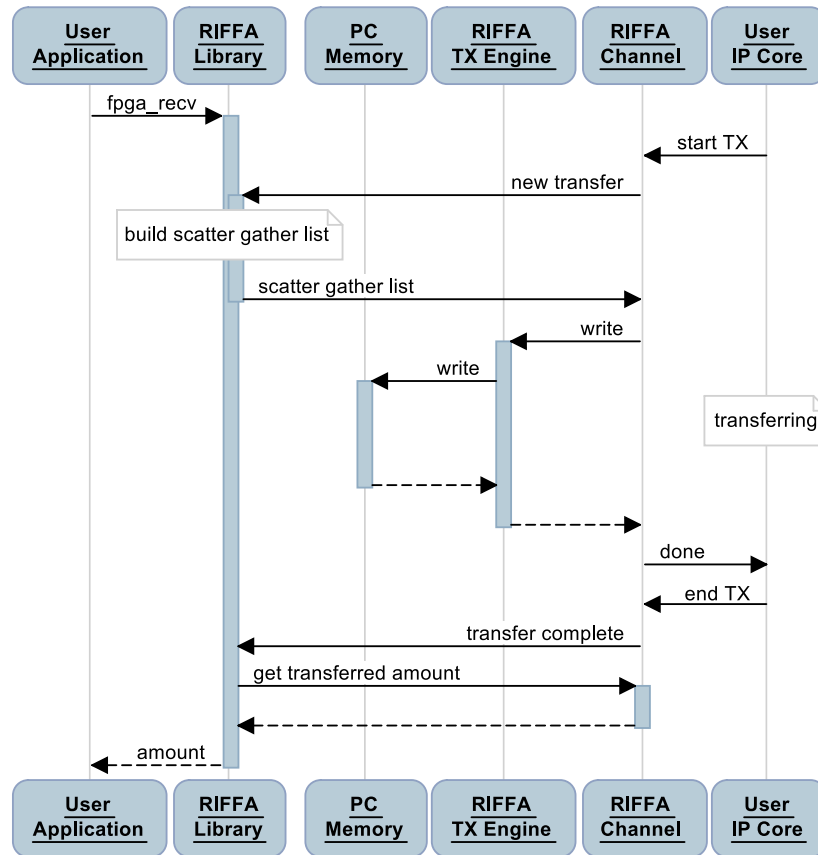 User RIFFA PC RIFFA RIFFA User
Application Library Memory TX Engine Channel IP Core
fpga_recv
start TX
new transfer
build scatter gather list
scatter gather list
write
write
transferring
done
end TX
transfer complete
get transferred amount
amount
User RIFFA PC RIFFA RIFFA User
Application Library Memory TX Engine Channel IP Core